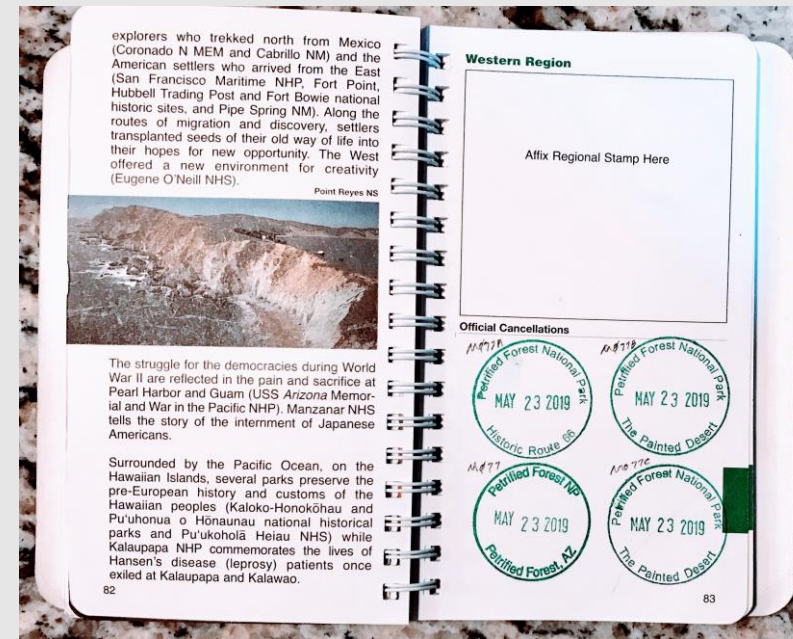 explorers who trekked north from Mexico
(Coronado N MEM and Cabrillo NM) and the
American settlers who arrived from the East
(San Francisco Maritime NHP, Fort Point,
Hubbell Trading Post and Fort Bowie national
historic sites, and Pipe Spring NM). Along the
routes of migration and discovery, settlers
transplanted seeds of their old way of life into
their hopes for new opportunity. The West
offered a new environment for creativity
(Eugene O'Neill NHS).
Point Reyes NS
The struggle for the democracies during World
War II are reflected in the pain and sacrifice at
Pearl Harbor and Guam (USS Arizona Memor-
ial and War in the Pacific NHP). Manzanar NHS
tells the story of the internment of Japanese
Americans.
Surrounded by the Pacific Ocean, on the
Hawaiian Islands, several parks preserve the
pre-European history and customs of the
Hawaiian peoples (Kaloko-Honokōhau and
Pu'uhonua o Hōnaunau national historical
parks and Pu'ukoholā Heiau NHS) while
Kalaupapa NHP commemorates the lives of
Hansen's disease (leprosy) patients once
exiled at Kalaupapa and Kalawao.
82
Western Region
Affix Regional Stamp Here
Official Cancellations
Petrified Forest National Park
MAY 23 2019
Historic Route 66
Petrified Forest National Park
MAY 23 2019
The Painted Desert
Petrified Forest NP
MAY 23 2019
Petrified Forest, AZ
Petrified Forest National Park
MAY 23 2019
The Painted Desert
83